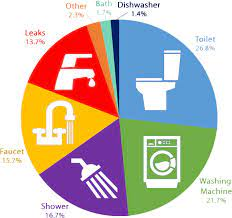 Dishwasher
1.4%
Bath
1.7%
Other
2.3%
Leaks
13.7%
Toilet
26.8%
Faucet
15.7%
Washing
Machine
21.7%
Shower
16.7%